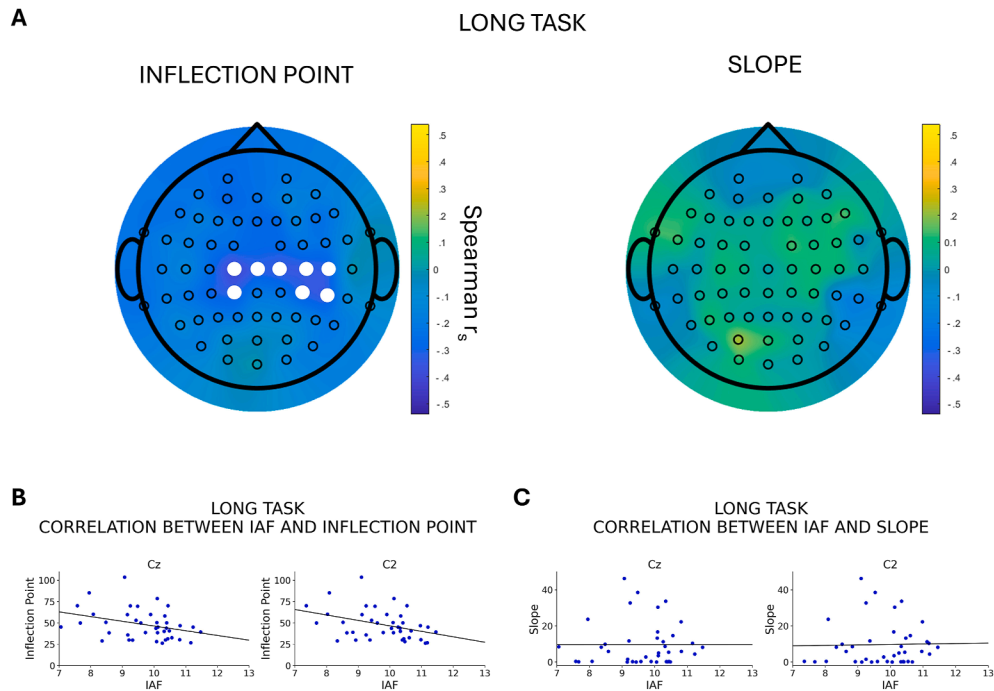 A
LONG TASK
INFLECTION POINT
SLOPE
.5
.4
.3
.2
0.1
0
-.1
-.2
-.3
-.4
-.5
Spearman rs
.5
.4
.3
.2
0.1
0
-.1
-.2
-.3
-.4
-.5
B
LONG TASK
CORRELATION BETWEEN IAF AND INFLECTION POINT
Cz
Inflection Point
100
75
50
25
0
7 8 9 10 11 12 13
IAF
C2
Inflection Point
100
75
50
25
0
7 8 9 10 11 12 13
IAF
C
LONG TASK
CORRELATION BETWEEN IAF AND SLOPE
Cz
Slope
40
20
0
7 8 9 10 11 12 13
IAF
C2
Slope
40
20
0
7 8 9 10 11 12 13
IAF